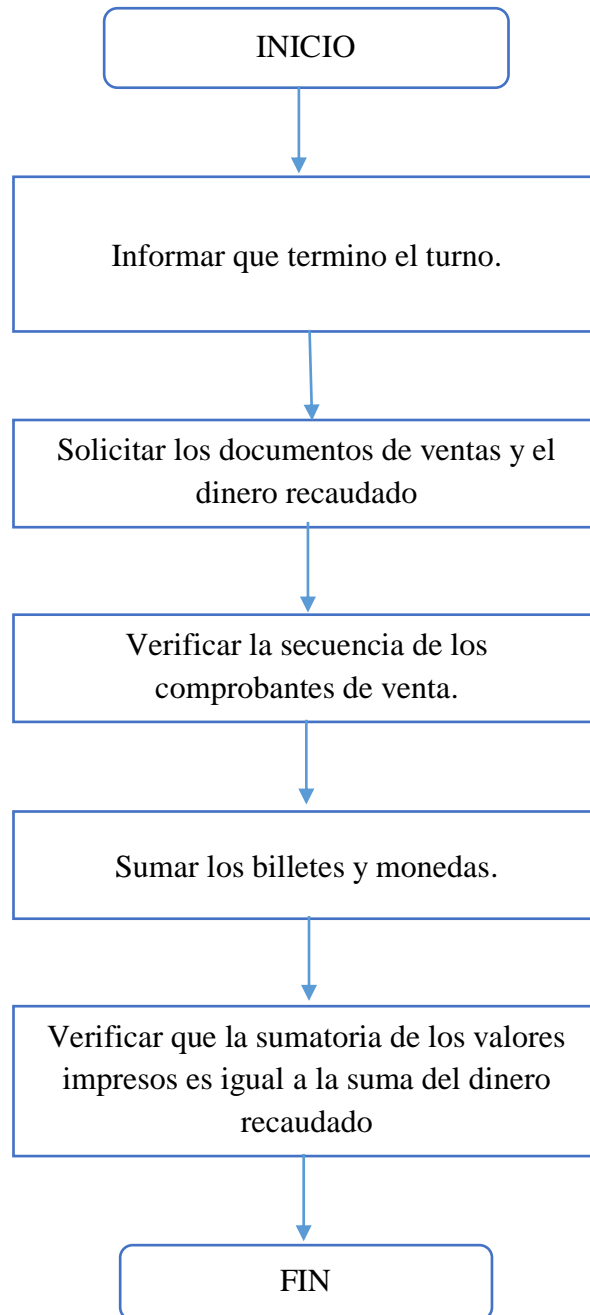 INICIO
Informar que termino el turno.
Solicitar los documentos de ventas y el
dinero recaudado
Verificar la secuencia de los
comprobantes de venta.
Sumar los billetes y monedas.
Verificar que la sumatoria de los valores
impresos es igual a la suma del dinero
recaudado
FIN